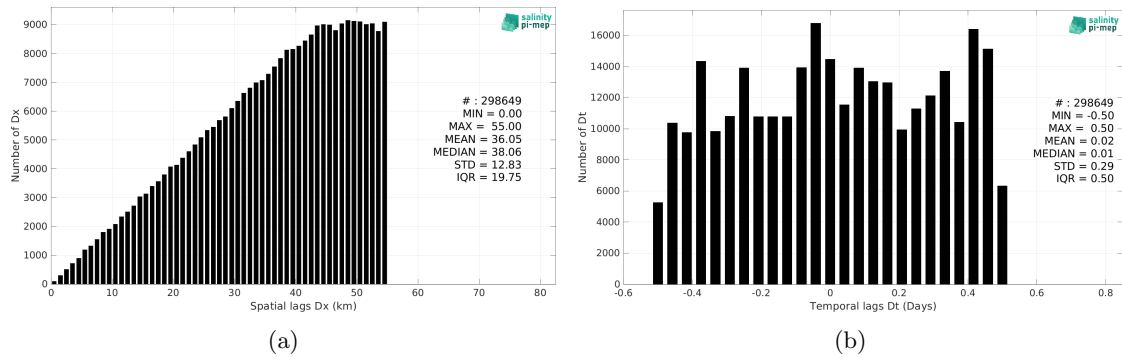 9000
8000
7000
6000
5000
4000
3000
2000
1000
0
Number of Dx
0 10 20 30 40 50 60 70 80
Spatial lags Dx (km)
salinity
pi-mep
# : 298649
MIN = 0.00
MAX = 55.00
MEAN = 36.05
MEDIAN = 38.06
STD = 12.83
IQR = 19.75
(a)
16000
14000
12000
10000
8000
6000
4000
2000
0
Number of Dt
-0.6 -0.4 -0.2 0 0.2 0.4 0.6 0.8
Temporal lags Dt (Days)
salinity
pi-mep
# : 298649
MIN = -0.50
MAX = 0.50
MEAN = 0.02
MEDIAN = 0.01
STD = 0.29
IQR = 0.50
(b)